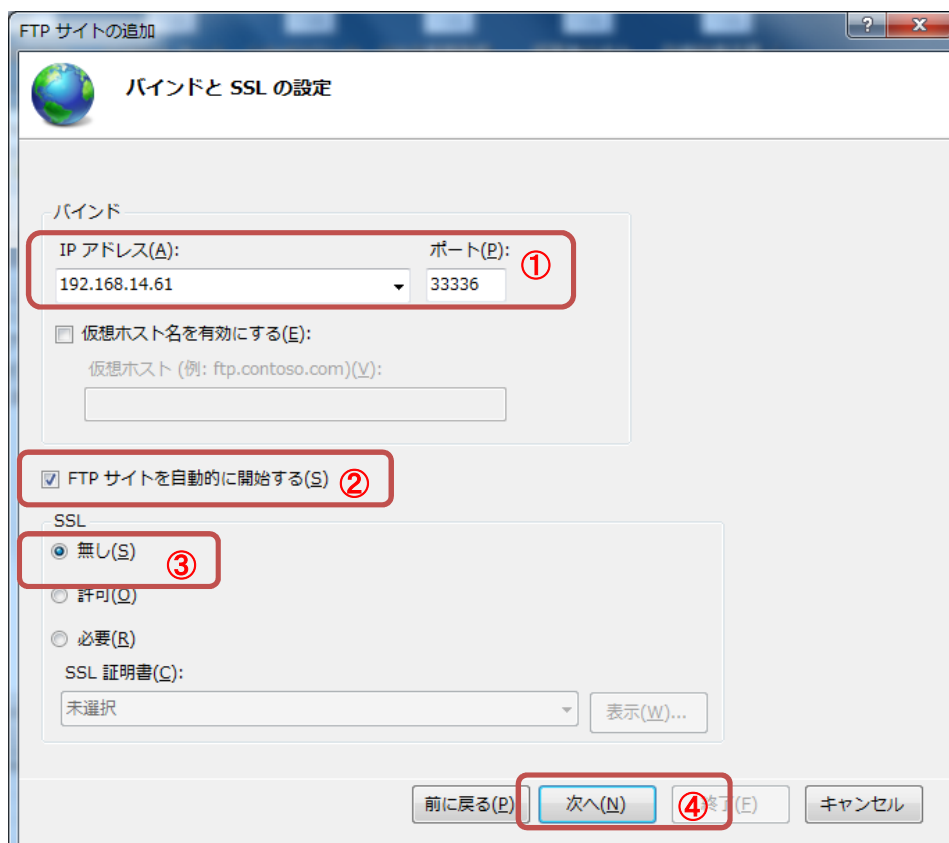 FTP サイトの追加
バインドと SSL の設定
バインド
IP アドレス(A): ポート(P): ①
192.168.14.61 33336
仮想ホスト名を有効にする(E):
仮想ホスト (例: ftp.contoso.com)(V):
FTP サイトを自動的に開始する(S) ②
SSL
無し(S) ③
許可(O)
必要(R)
SSL 証明書(C):
未選択 表示(W)...
前に戻る(P) 次へ(N) ④ 終了(F) キャンセル